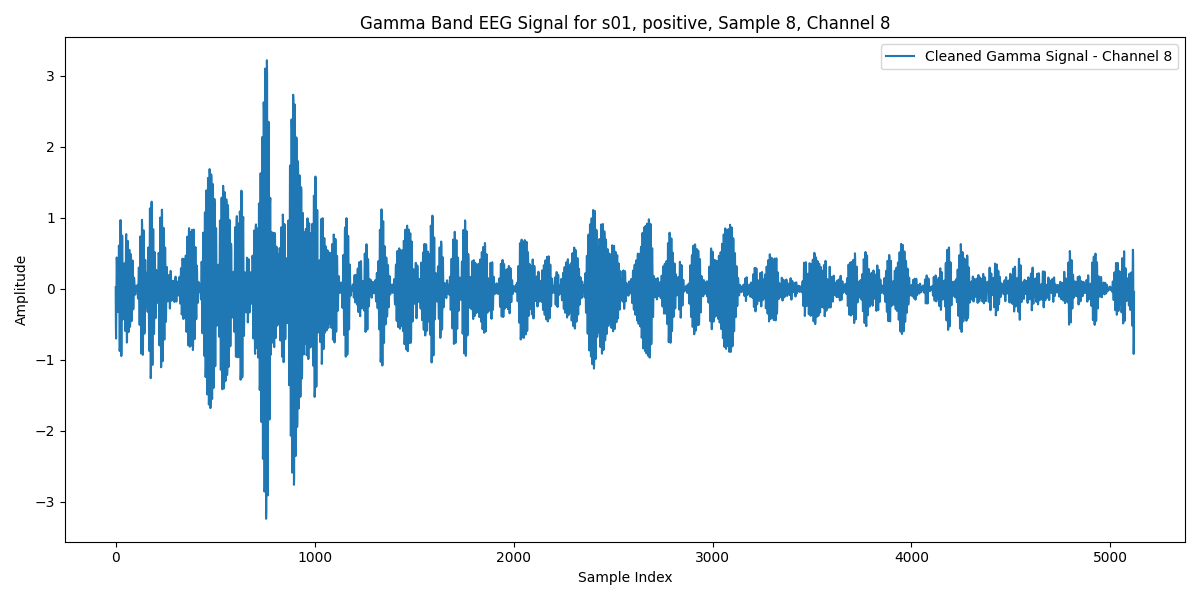 Gamma Band EEG Signal for s01, positive, Sample 8, Channel 8
Cleaned Gamma Signal - Channel 8
3
2
1
0
−1
−2
−3
Amplitude
0 1000 2000 3000 4000 5000
Sample Index